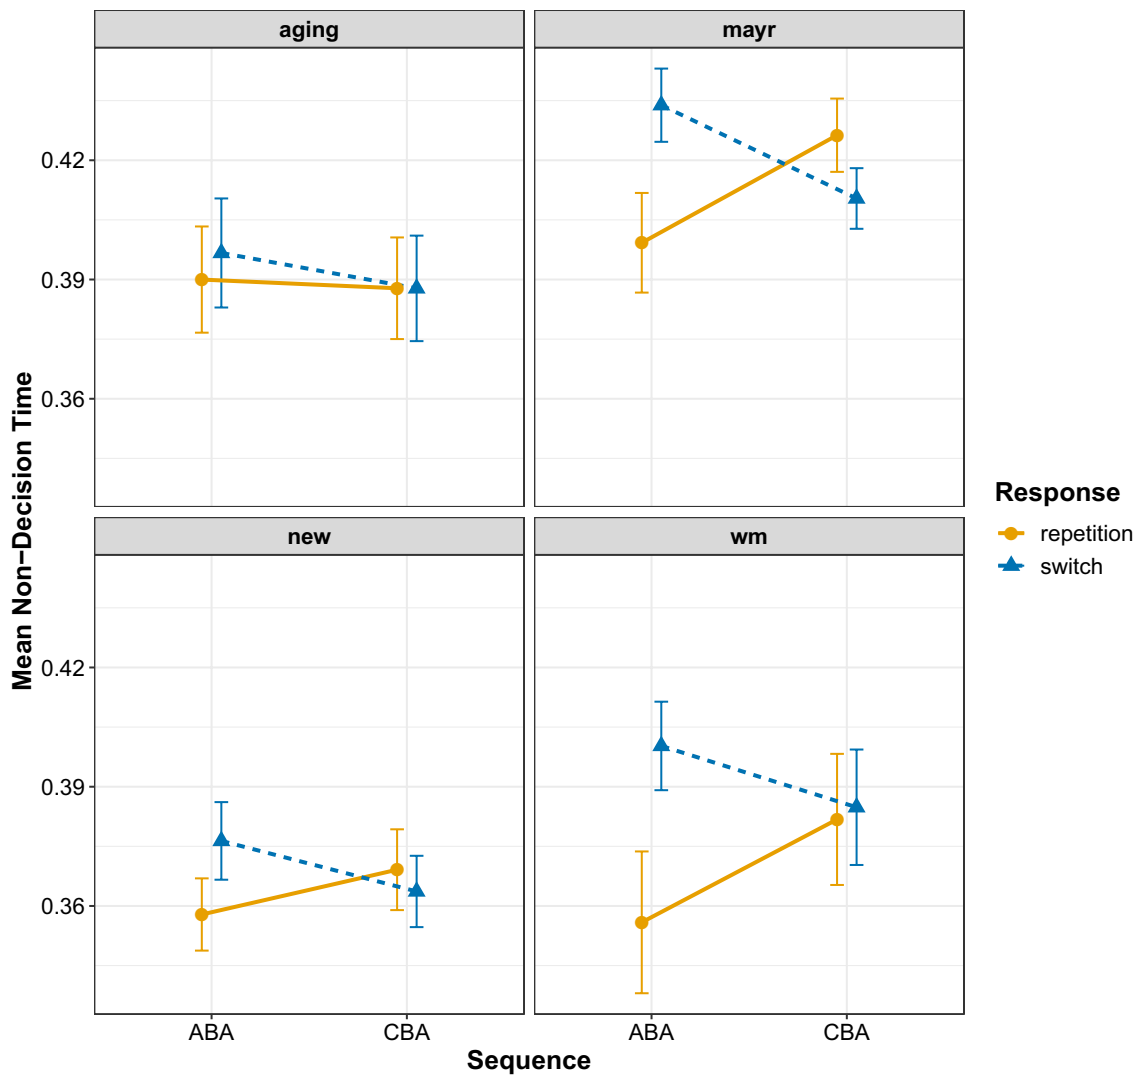 aging
mayr
0.42
0.39
0.36
new
wm
0.42
0.39
0.36
ABA
CBA
ABA
CBA
Sequence
Mean Non−Decision Time
Response
repetition
switch